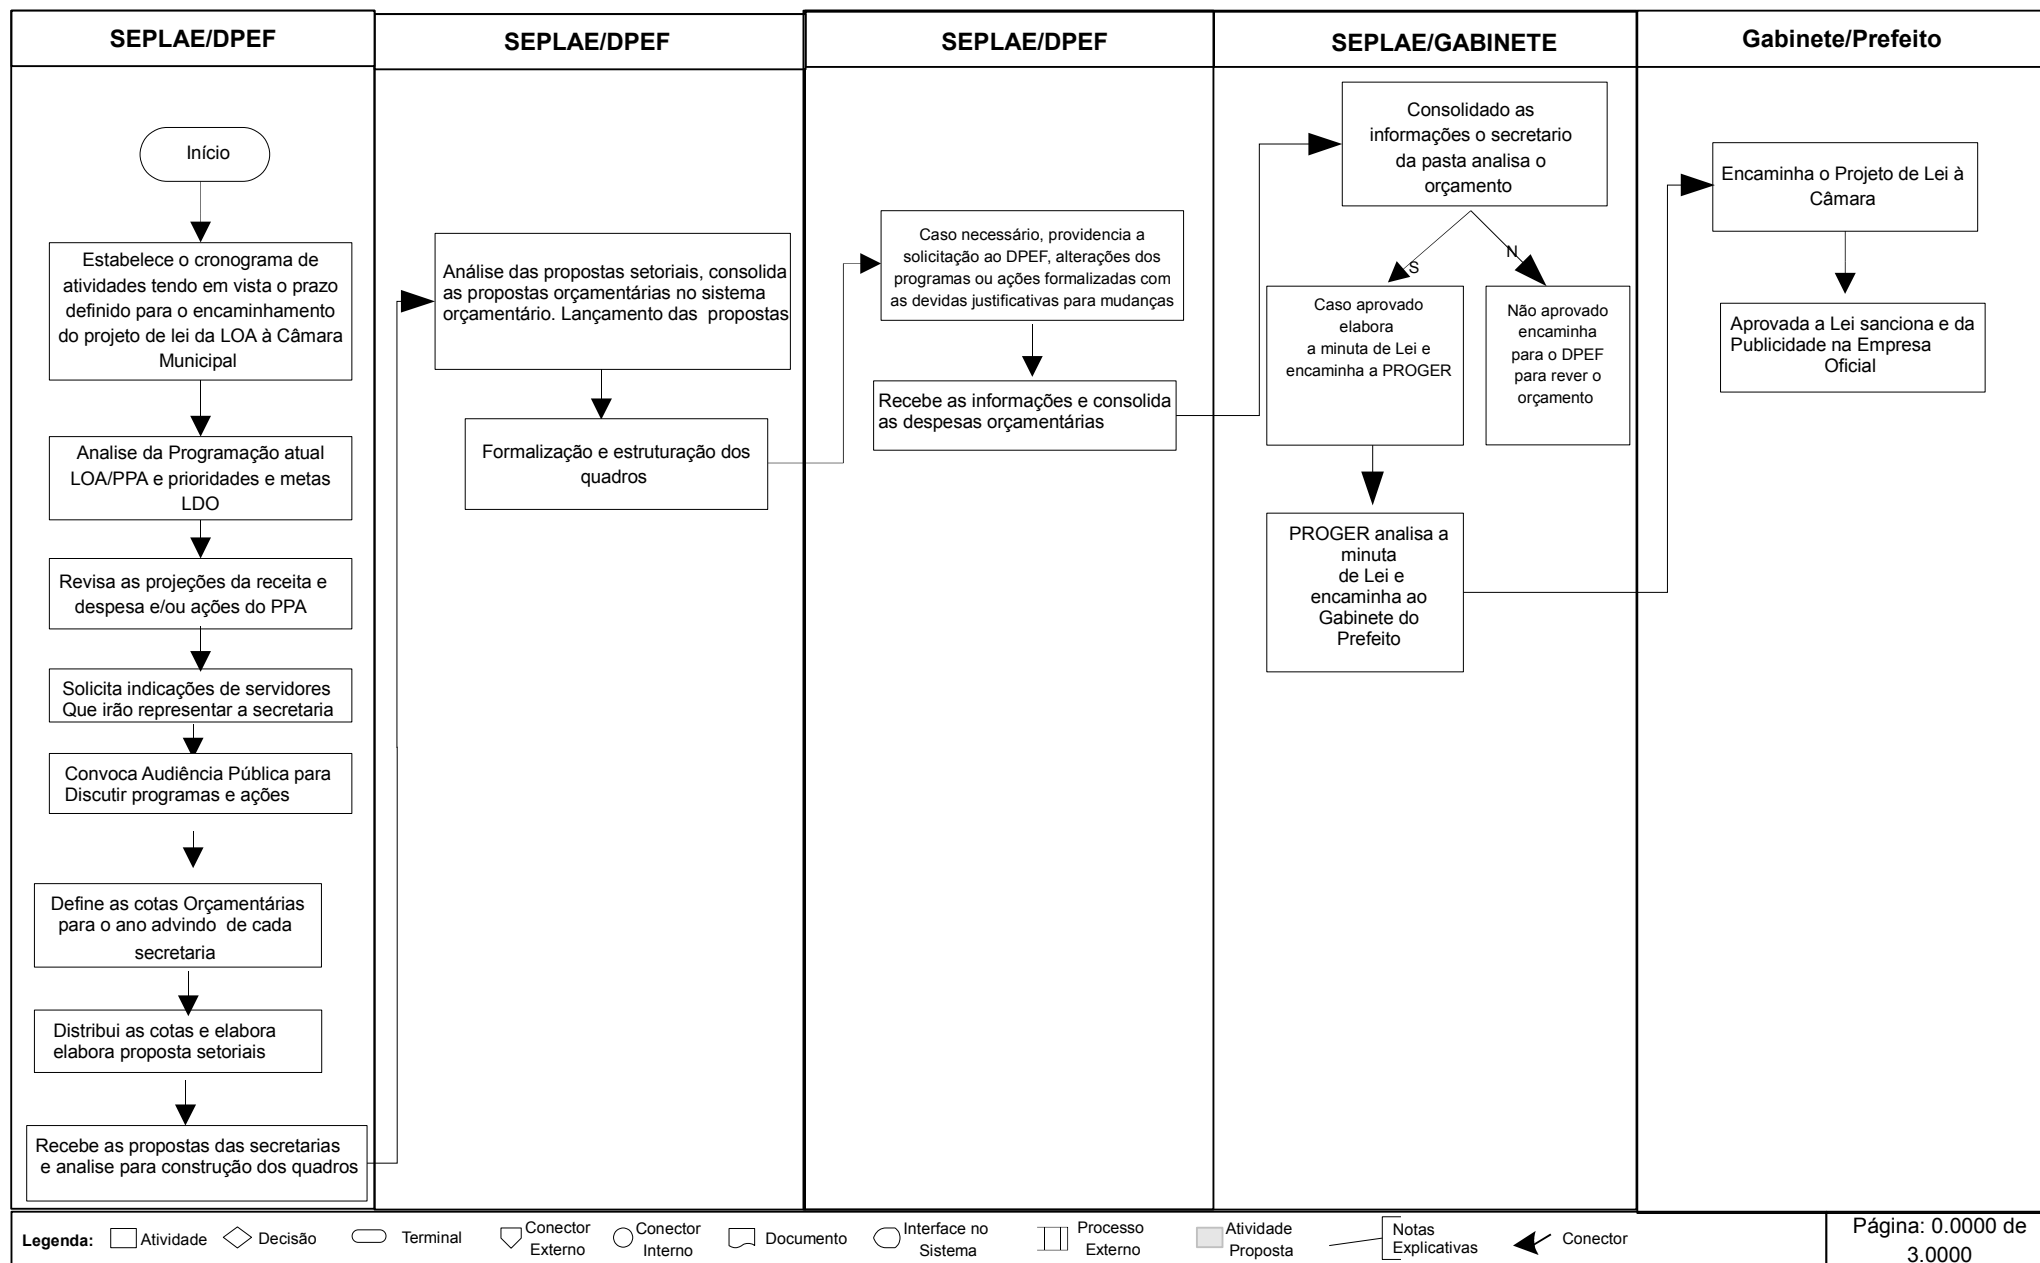 SEPLAE/DPEF
SEPLAE/DPEF
SEPLAE/DPEF
SEPLAE/GABINETE
Gabinete/Prefeito
Início
Estabelece o cronograma de
atividades tendo em vista o prazo
definido para o encaminhamento
do projeto de lei da LOA à Câmara
Municipal
Analise da Programação atual
LOA/PPA e prioridades e metas
LDO
Revisa as projeções da receita e
despesa e/ou ações do PPA
Solicita indicações de servidores
Que irão representar a secretaria
Convoca Audiência Pública para
Discutir programas e ações
Define as cotas Orçamentárias
para o ano advindo de cada
secretaria
Distribui as cotas e elabora
elabora proposta setoriais
Recebe as propostas das secretarias
e analise para construção dos quadros
Análise das propostas setoriais, consolida
as propostas orçamentárias no sistema
orçamentário. Lançamento das propostas
Formalização e estruturação dos
quadros
Caso necessário, providencia a
solicitação ao DPEF, alterações dos
programas ou ações formalizadas com
as devidas justificativas para mudanças
Recebe as informações e consolida
as despesas orçamentárias
Consolidado as
informações o secretario
da pasta analisa o
orçamento
S
N
Caso aprovado
elabora
a minuta de Lei e
encaminha a PROGER
Não aprovado
encaminha
para o DPEF
para rever o
orçamento
PROGER analisa a
minuta
de Lei e
encaminha ao
Gabinete do
Prefeito
Encaminha o Projeto de Lei à
Câmara
Aprovada a Lei sanciona e da
Publicidade na Empresa
Oficial
Legenda:
Atividade
Decisão
Terminal
Conector
Externo
Conector
Interno
Documento
Interface no
Sistema
Processo
Externo
Atividade
Proposta
Notas
Explicativas
Conector
Página: 0.0000 de
3.0000